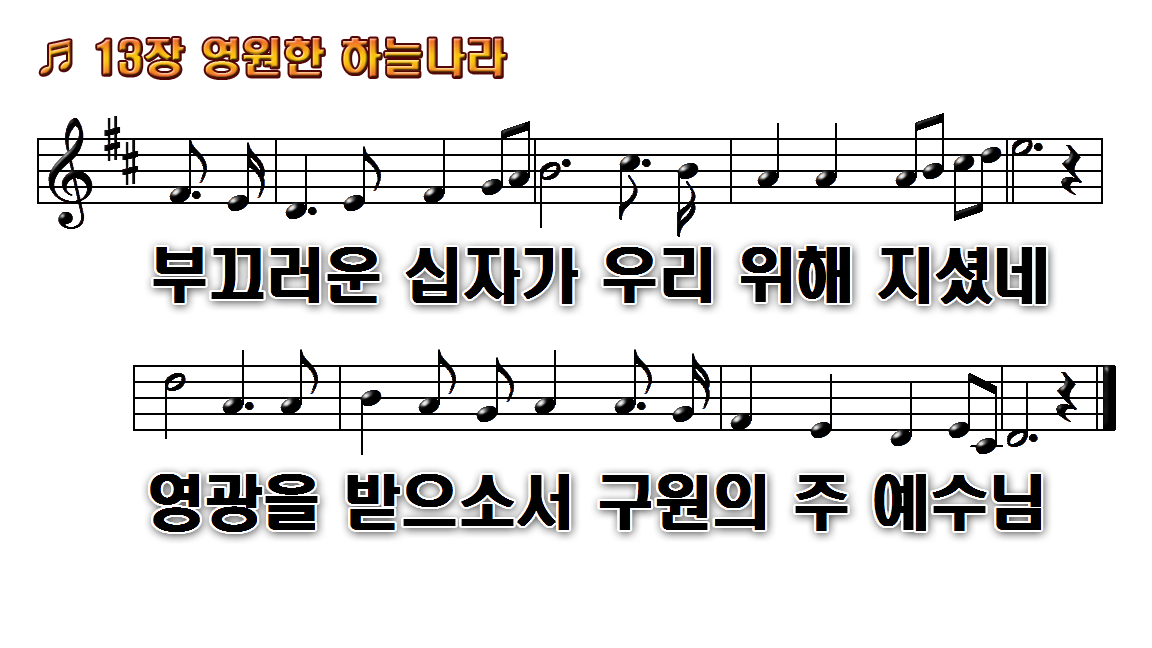 ♬ 13장 영원한 하늘나라
부끄러운 십자가 우리 위해 지셨네
영광을 받으소서 구원의 주 예수님